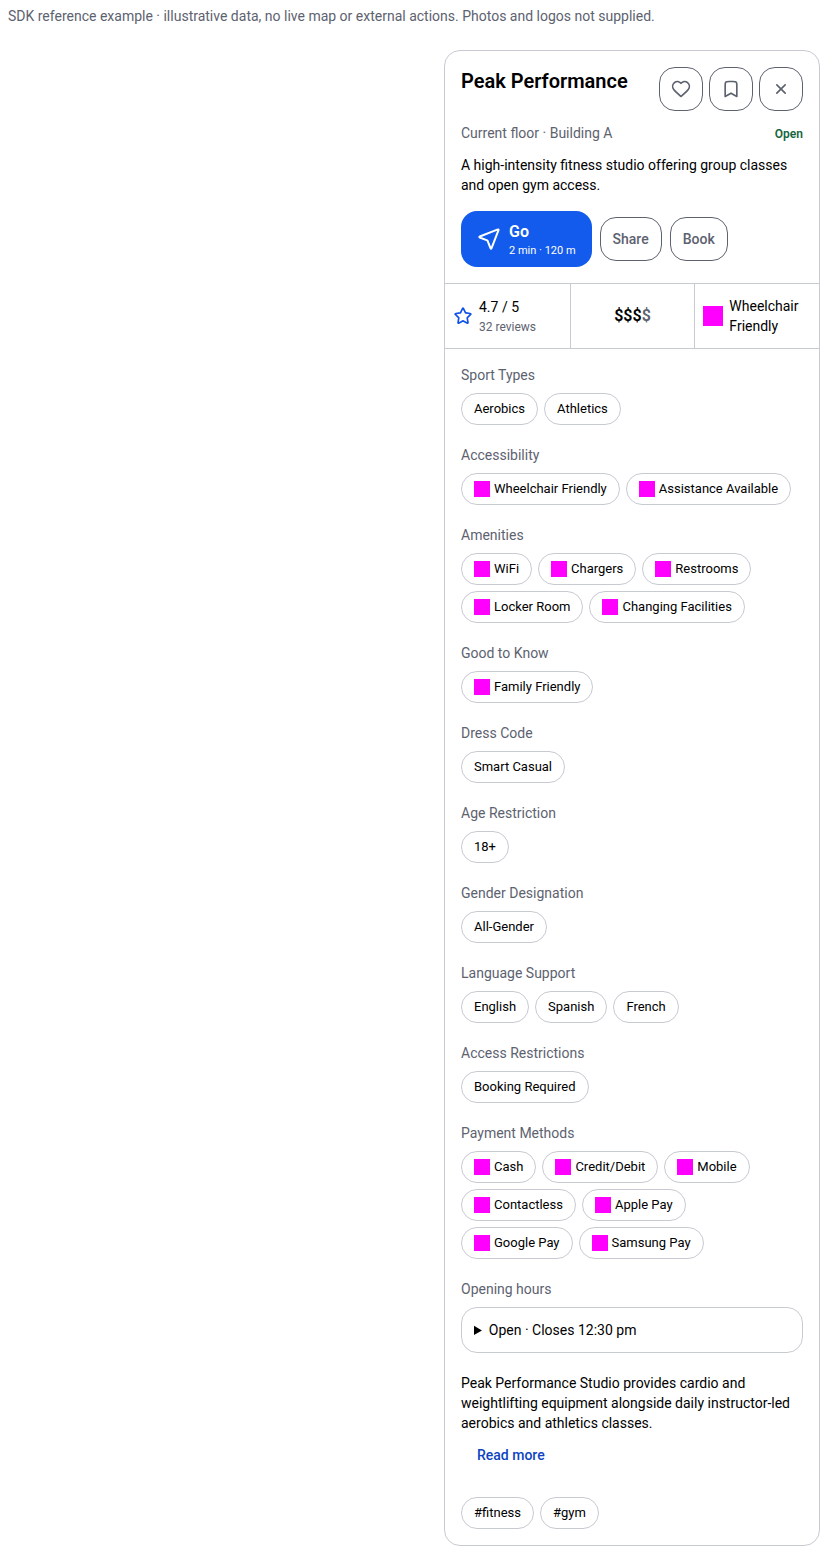 SDK reference example · illustrative data, no live map or external actions. Photos and logos not supplied.
Peak Performance
Current floor · Building A
Open
A high-intensity fitness studio offering group classes
and open gym access.
Go
2 min · 120 m
Share
Book
4.7 / 5
32 reviews
$$$$
Wheelchair
Friendly
Sport Types
Aerobics
Athletics
Accessibility
Wheelchair Friendly
Assistance Available
Amenities
WiFi
Chargers
Restrooms
Locker Room
Changing Facilities
Good to Know
Family Friendly
Dress Code
Smart Casual
Age Restriction
18+
Gender Designation
All-Gender
Language Support
English
Spanish
French
Access Restrictions
Booking Required
Payment Methods
Cash
Credit/Debit
Mobile
Contactless
Apple Pay
Google Pay
Samsung Pay
Opening hours
Open · Closes 12:30 pm
Peak Performance Studio provides cardio and
weightlifting equipment alongside daily instructor-led
aerobics and athletics classes.
Read more
#fitness
#gym